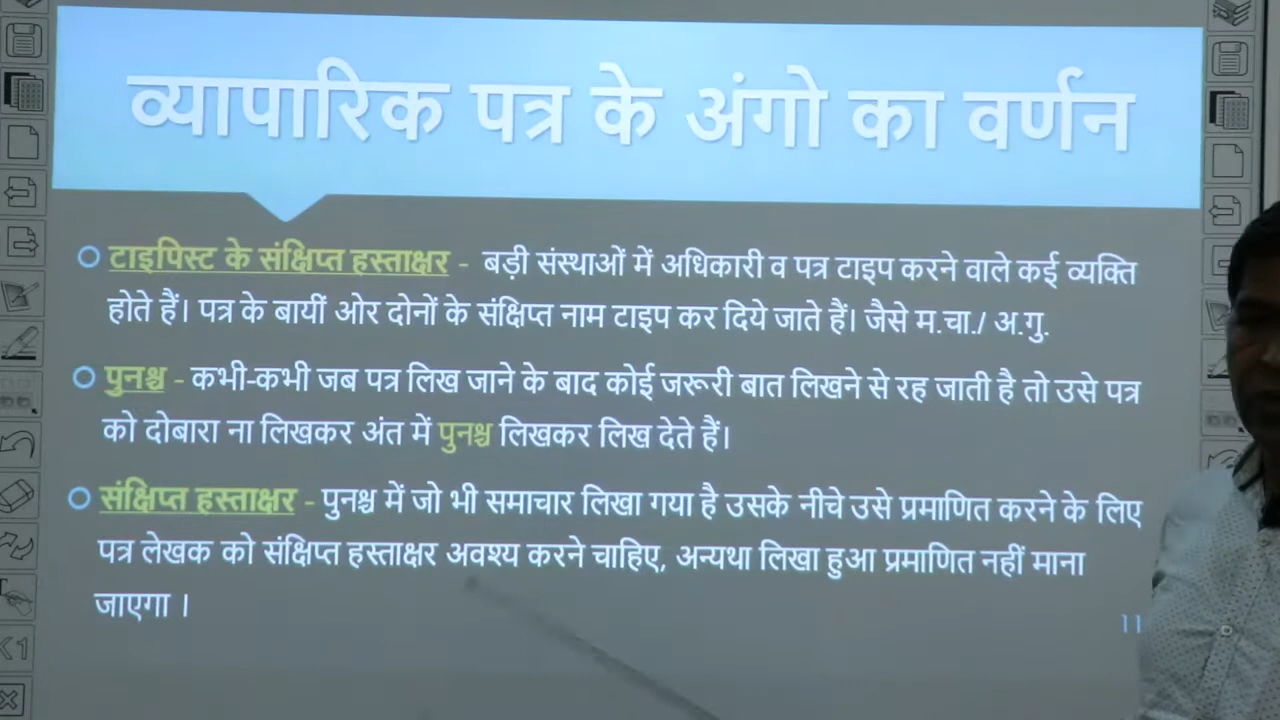 व्यापारिक पत्र के अंगो का वर्णन
टाइपिस्ट के संक्षिप्त हस्ताक्षर - बड़ी संस्थाओं में अधिकारी व पत्र टाइप करने वाले कई व्यक्ति
होते हैं। पत्र के बायीं ओर दोनों के संक्षिप्त नाम टाइप कर दिये जाते हैं। जैसे म.चा./ अ.गु.
पुनश्च - कभी-कभी जब पत्र लिख जाने के बाद कोई जरूरी बात लिखने से रह जाती है तो उसे पत्र
को दोबारा ना लिखकर अंत में पुनश्च लिखकर लिख देते हैं।
संक्षिप्त हस्ताक्षर - पुनश्च में जो भी समाचार लिखा गया है उसके नीचे उसे प्रमाणित करने के लिए
पत्र लेखक को संक्षिप्त हस्ताक्षर अवश्य करने चाहिए, अन्यथा लिखा हुआ प्रमाणित नहीं माना
जाएगा ।
11